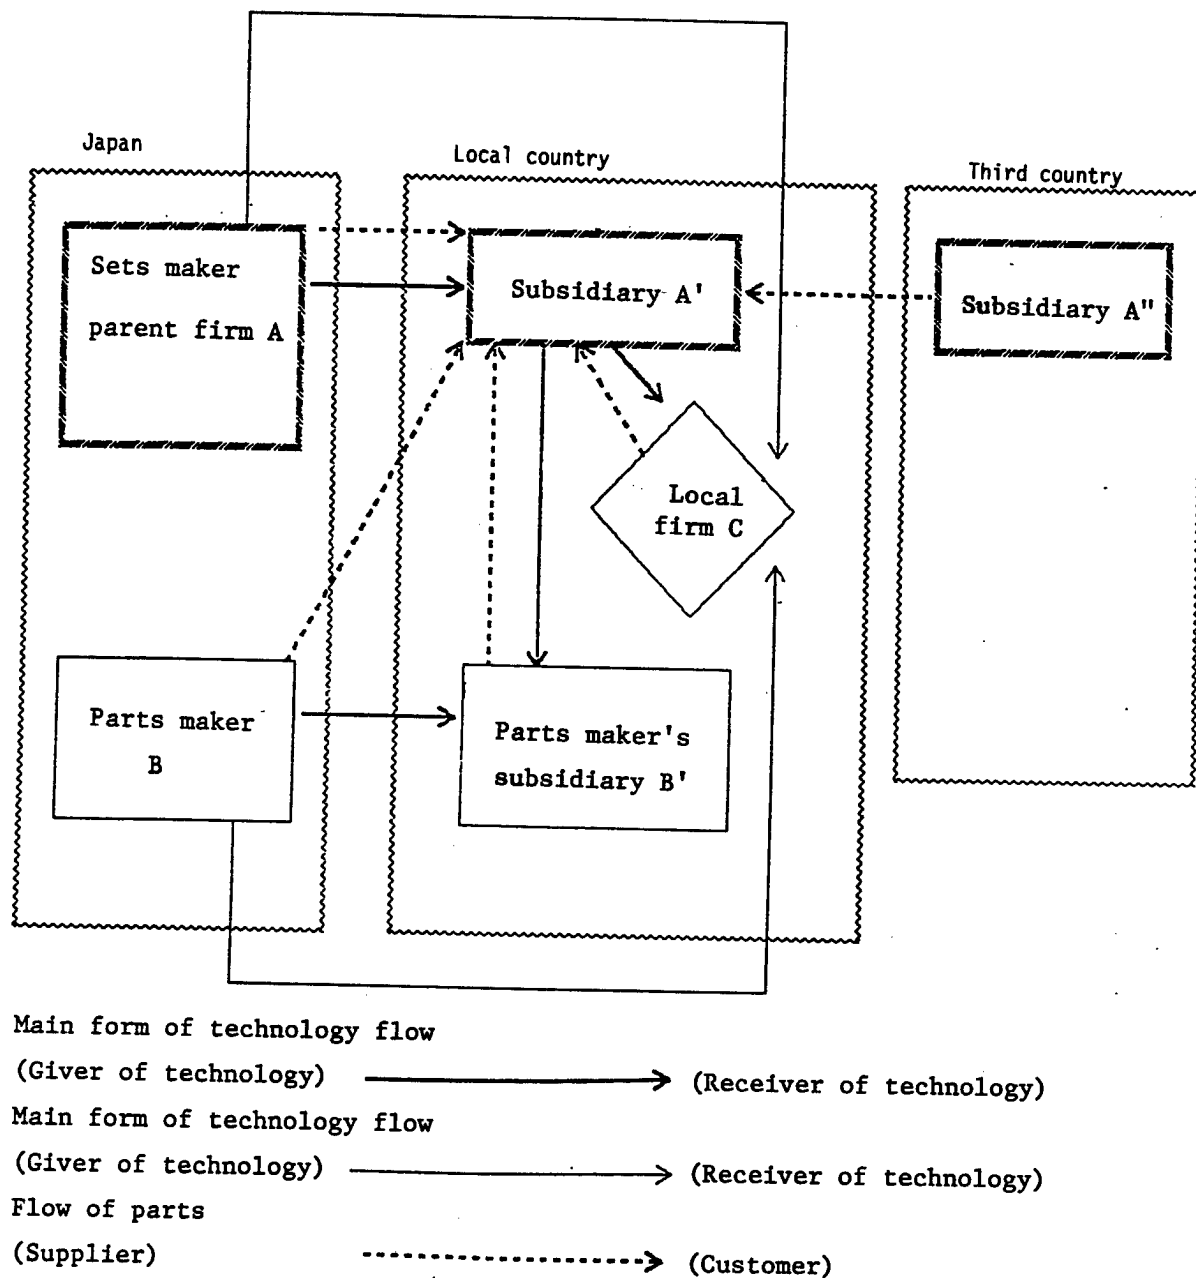 Japan
Local country
Third country
Sets maker
parent firm A
Subsidiary A'
Subsidiary A"
Local
firm C
Parts maker
B
Parts maker's
subsidiary B'
Main form of technology flow
(Giver of technology) (Receiver of technology)
Main form of technology flow
(Giver of technology) (Receiver of technology)
Flow of parts
(Supplier) (Customer)